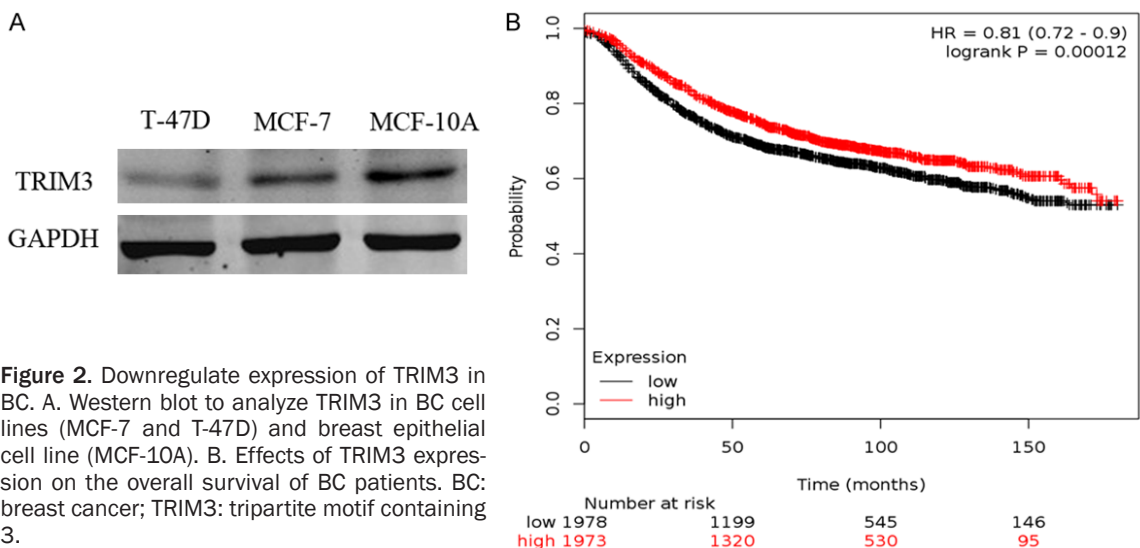 A
T-47D MCF-7 MCF-10A
TRIM3
GAPDH
Figure 2. Downregulate expression of TRIM3 in
BC. A. Western blot to analyze TRIM3 in BC cell
lines (MCF-7 and T-47D) and breast epithelial
cell line (MCF-10A). B. Effects of TRIM3 expres-
sion on the overall survival of BC patients. BC:
breast cancer; TRIM3: tripartite motif containing
3.
B
HR = 0.81 (0.72 - 0.9)
logrank P = 0.00012
Probability
1.0
0.8
0.6
0.4
0.2
0.0
Expression
low
high
0 50 100 150
Time (months)
Number at risk
low 1978 1199 545 146
high 1973 1320 530 95